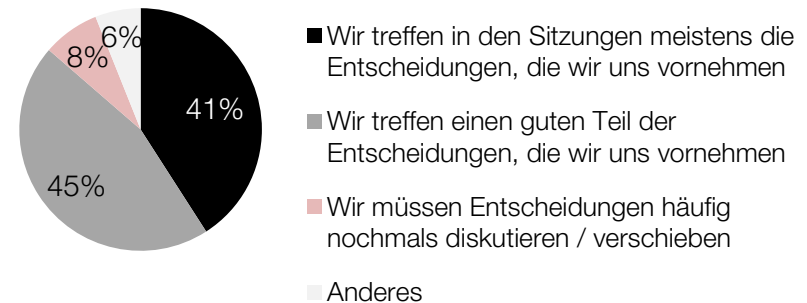 6%
8%
41%
45%
Wir treffen in den Sitzungen meistens die
Entscheidungen, die wir uns vornehmen
Wir treffen einen guten Teil der
Entscheidungen, die wir uns vornehmen
Wir müssen Entscheidungen häufig
nochmals diskutieren / verschieben
Anderes